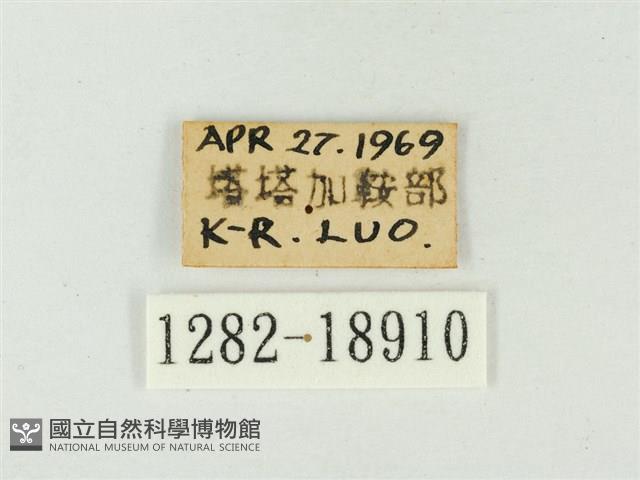 APR 27.1969
塔塔加鞍部
K-R. LUO.
1282-18910
國立自然科學博物館
NATIONAL MUSEUM OF NATURAL SCIENCE